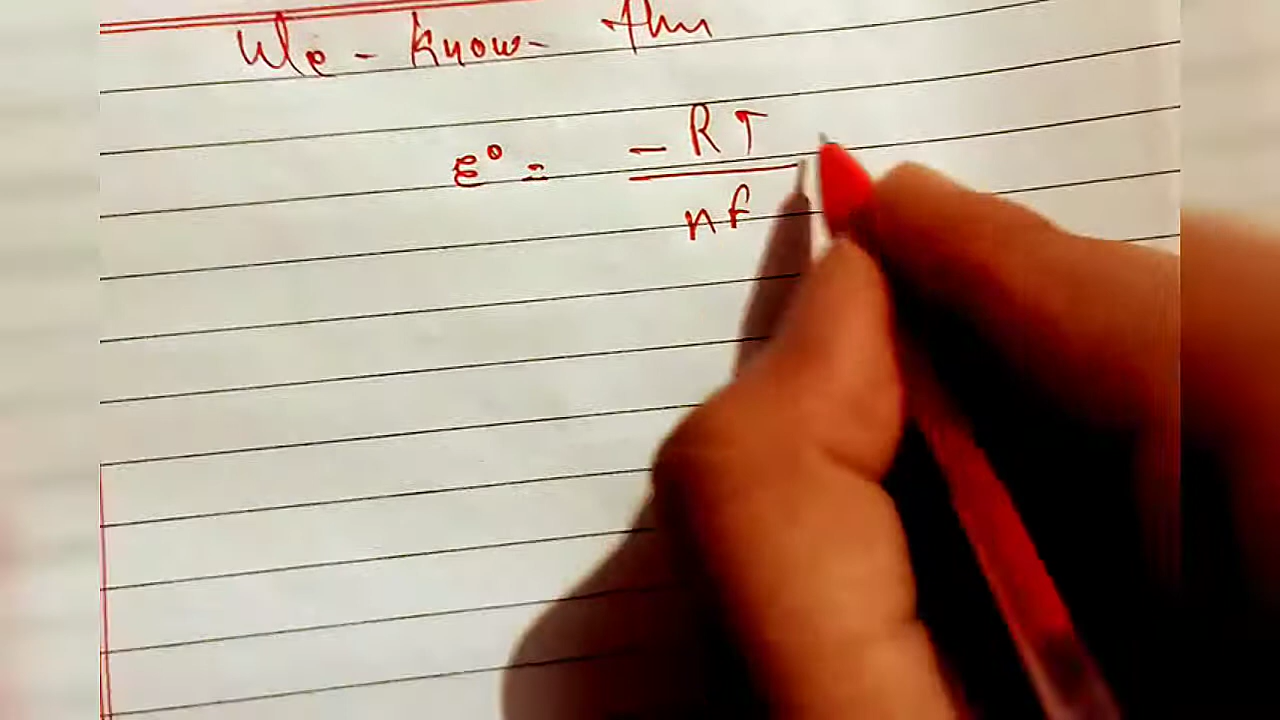 We - know - that
ε° = - RT
nF